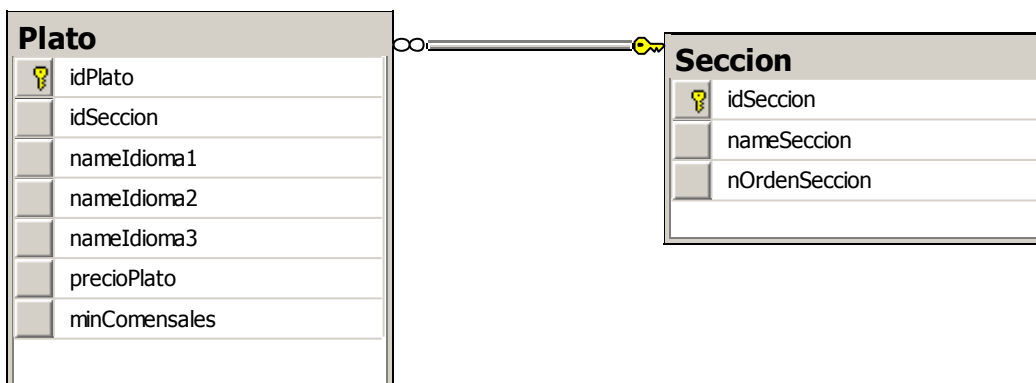 Plato
idPlato
idSeccion
nameIdioma1
nameIdioma2
nameIdioma3
precioPlato
minComensales
Seccion
idSeccion
nameSeccion
nOrdenSeccion